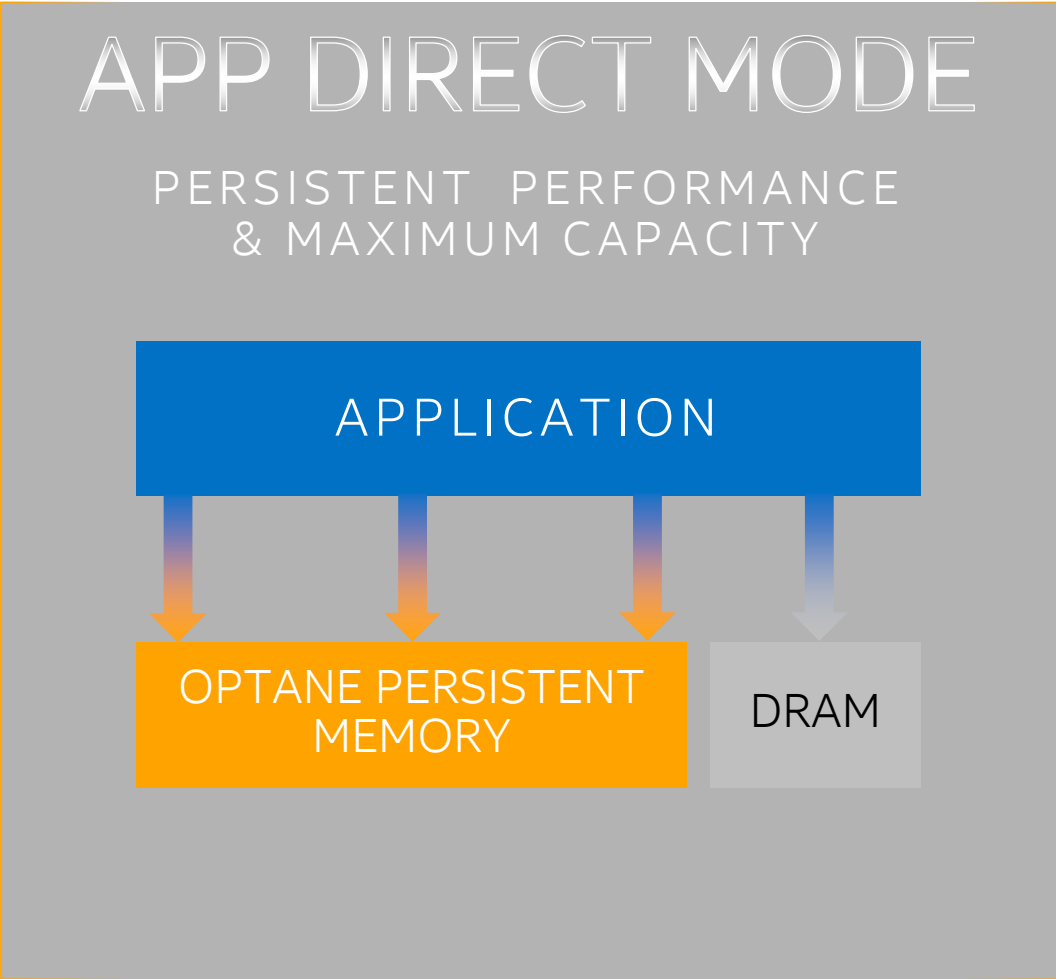 APP DIRECT MODE
PERSISTENT PERFORMANCE
& MAXIMUM CAPACITY
APPLICATION
OPTANE PERSISTENT
MEMORY
DRAM